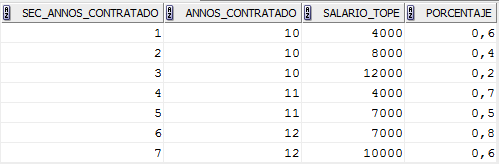 SEC_ANNOS_CONTRATADO ANNOS_CONTRATADO SALARIO_TOPE PORCENTAJE
1 10 4000 0,6
2 10 8000 0,4
3 10 12000 0,2
4 11 4000 0,7
5 11 7000 0,5
6 12 7000 0,8
7 12 10000 0,6